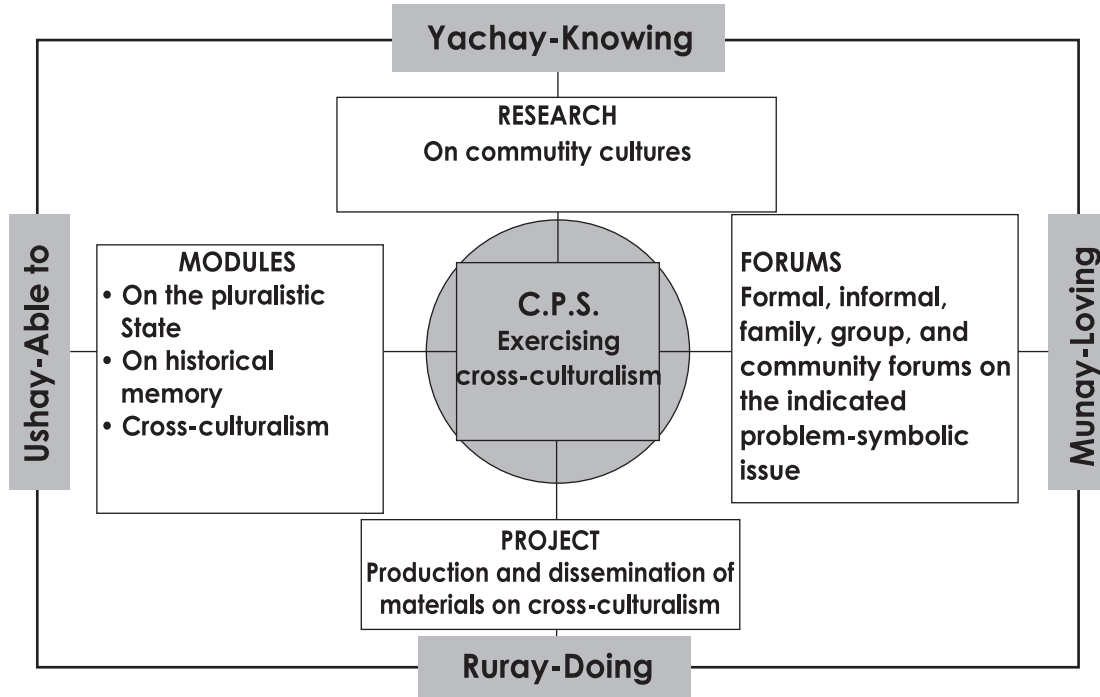 Yachay-Knowing
RESEARCH
On commutity cultures
Ushay-Able to
MODULES
• On the pluralistic
State
• On historical
memory
• Cross-culturalism
C.P.S.
Exercising
cross-culturalism
FORUMS
Formal, informal,
family, group, and
community forums on
the indicated
problem-symbolic
issue
Munay-Loving
PROJECT
Production and dissemination of
materials on cross-culturalism
Ruray-Doing